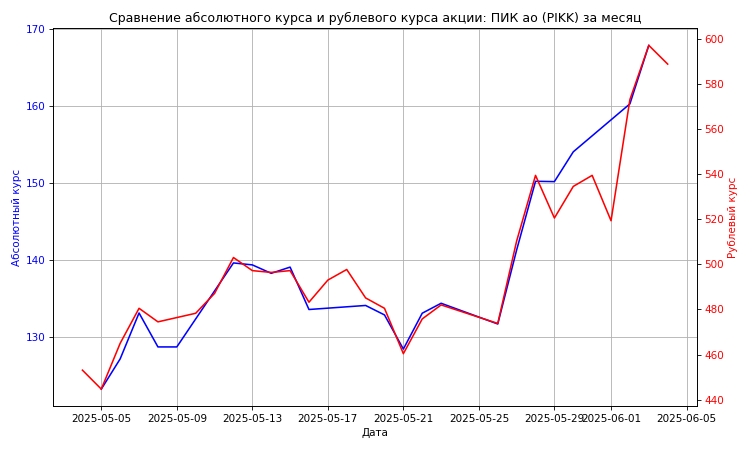 Сравнение абсолютного курса и рублевого курса акции: ПИК ао (PIKK) за месяц
170
160
150
140
130
Абсолютный курс
600
580
560
540
520
500
480
460
440
Рублевый курс
2025-05-05 2025-05-09 2025-05-13 2025-05-17 2025-05-21 2025-05-25 2025-05-29 2025-06-01 2025-06-05
Дата